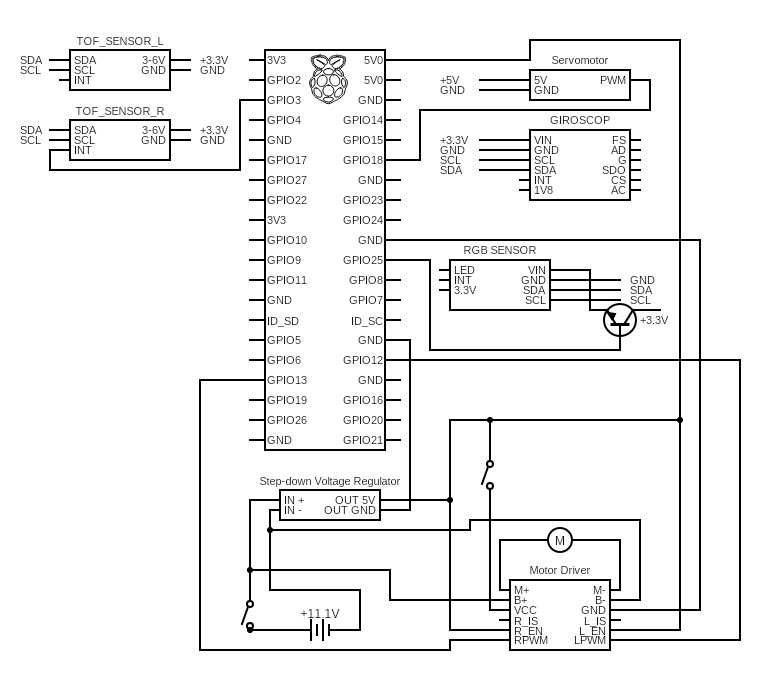 TOF_SENSOR_L
SDA SDA 3-6V +3.3V
SCL SCL GND GND
INT
TOF_SENSOR_R
SDA SDA 3-6V +3.3V
SCL SCL GND GND
INT
3V3 5V0
GPIO2 5V0
GPIO3 GND
GPIO4 GPIO14
GND GPIO15
GPIO17 GPIO18
GPIO27 GND
GPIO22 GPIO23
3V3 GPIO24
GPIO10 GND
GPIO9 GPIO25
GPIO11 GPIO8
GND GPIO7
ID_SD ID_SC
GPIO5 GND
GPIO6 GPIO12
GPIO13 GND
GPIO19 GPIO16
GPIO26 GPIO20
GND GPIO21
Servomotor
+5V 5V PWM
GND GND
GIROSCOP
+3.3V VIN FS
GND GND AD
SCL SCL G
SDA SDA SDO
INT CS
1V8 AC
RGB SENSOR
LED VIN
INT GND GND
3.3V SDA SDA
SCL SCL
+3.3V
Step-down Voltage Regulator
IN + OUT 5V
IN - OUT GND
+11.1V
M
Motor Driver
M+ M-
B+ B-
VCC GND
R_IS L_IS
R_EN L_EN
RPWM LPWM